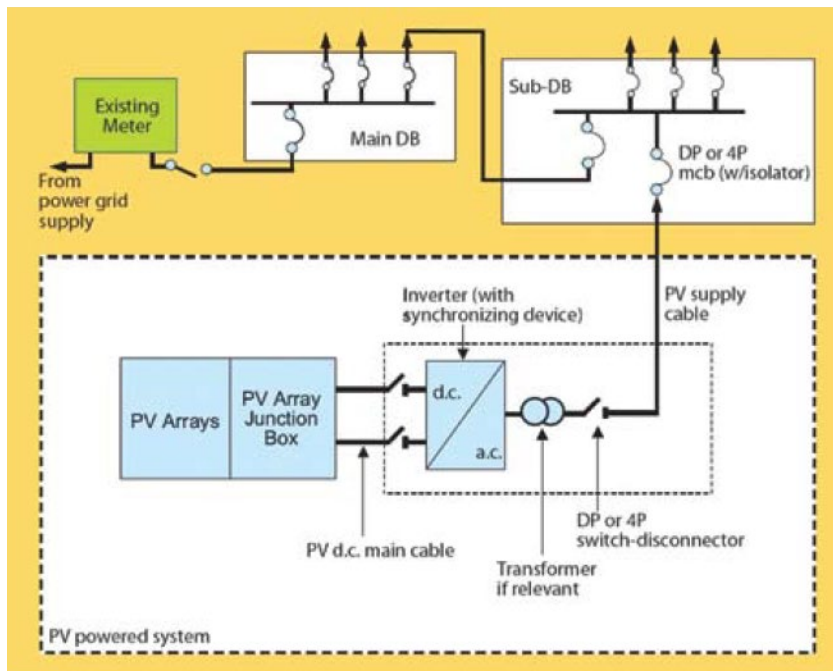 Existing
Meter
From
power grid
supply
Main DB
Sub-DB
DP or 4P
mcb (w/isolator)
PV supply
cable
Inverter (with
synchronizing device)
PV Arrays
PV Array
Junction
Box
d.c.
a.c.
PV d.c. main cable
DP or 4P
switch-disconnector
Transformer
if relevant
PV powered system